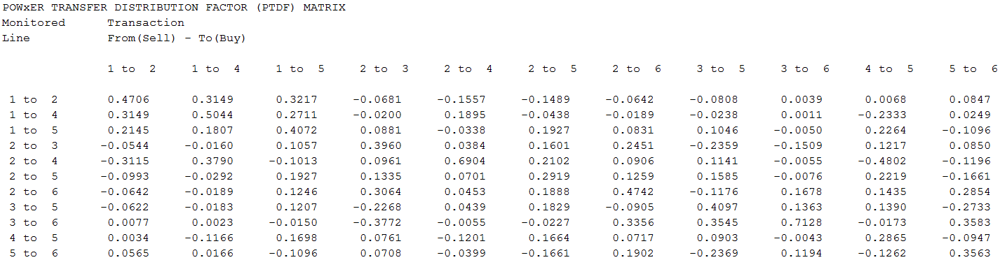 POWxER TRANSFER DISTRIBUTION FACTOR (PTDF) MATRIX
Monitored Transaction
Line From(Sell) - To(Buy)
1 to 2 1 to 4 1 to 5 2 to 3 2 to 4 2 to 5 2 to 6 3 to 5 3 to 6 4 to 5 5 to 6
1 to 2 0.4706 0.3149 0.3217 -0.0681 -0.1557 -0.1489 -0.0642 -0.0808 0.0039 0.0068 0.0847
1 to 4 0.3149 0.5044 0.2711 -0.0200 0.1895 -0.0438 -0.0189 -0.0238 0.0011 -0.2333 0.0249
1 to 5 0.2145 0.1807 0.4072 0.0881 -0.0338 0.1927 0.0831 0.1046 -0.0050 0.2264 -0.1096
2 to 3 -0.0544 -0.0160 0.1057 0.3960 0.0384 0.1601 0.2451 -0.2359 -0.1509 0.1217 0.0850
2 to 4 -0.3115 0.3790 -0.1013 0.0961 0.6904 0.2102 0.0906 0.1141 -0.0055 -0.4802 -0.1196
2 to 5 -0.0993 -0.0292 0.1927 0.1335 0.0701 0.2919 0.1259 0.1585 -0.0076 0.2219 -0.1661
2 to 6 -0.0642 -0.0189 0.1246 0.3064 0.0453 0.1888 0.4742 -0.1176 0.1678 0.1435 0.2854
3 to 5 -0.0622 -0.0183 0.1207 -0.2268 0.0439 0.1829 -0.0905 0.4097 0.1363 0.1390 -0.2733
3 to 6 0.0077 0.0023 -0.0150 -0.3772 -0.0055 -0.0227 0.3356 0.3545 0.7128 -0.0173 0.3583
4 to 5 0.0034 -0.1166 0.1698 0.0761 -0.1201 0.1664 0.0717 0.0903 -0.0043 0.2865 -0.0947
5 to 6 0.0565 0.0166 -0.1096 0.0708 -0.0399 -0.1661 0.1902 -0.2369 0.1194 -0.1262 0.3563